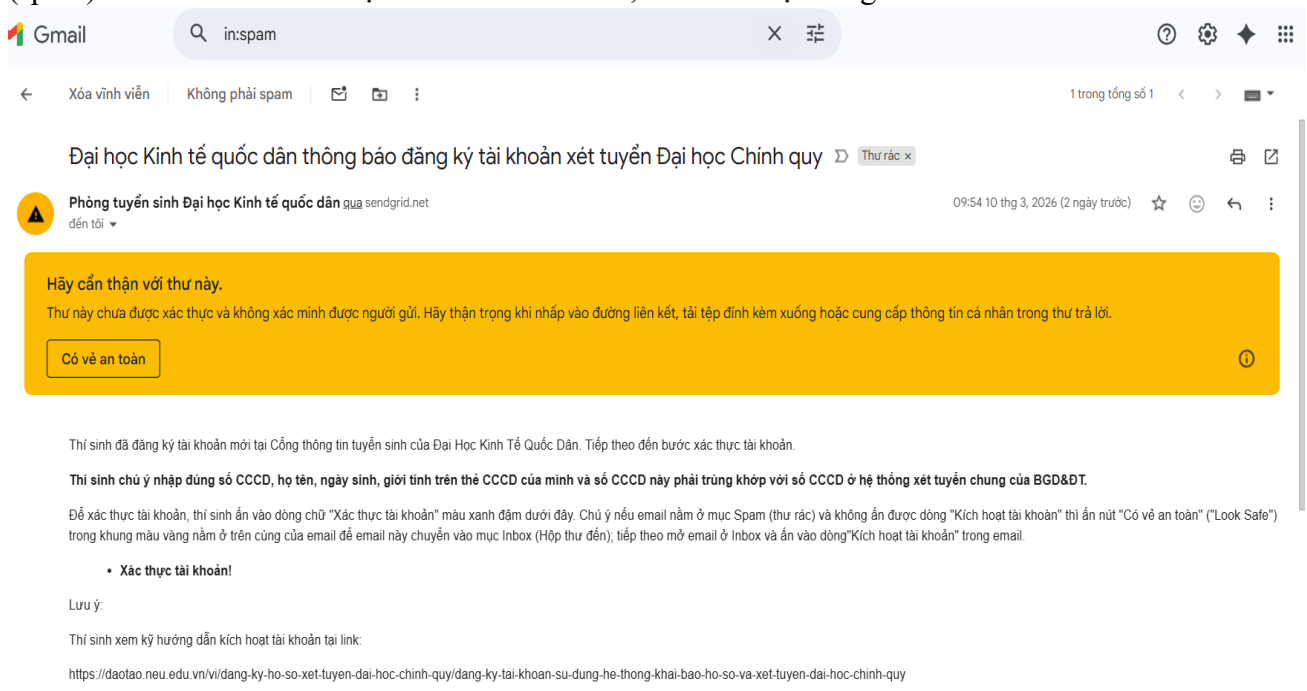 Gmail
in:spam
Xóa vĩnh viễn
Không phải spam
1 trong tổng số 1
Đại học Kinh tế quốc dân thông báo đăng ký tài khoản xét tuyển Đại học Chính quy
Thư rác ×
Phòng tuyển sinh Đại học Kinh tế quốc dân qua sendgrid.net
09:54 10 thg 3, 2026 (2 ngày trước)
đến tôi
Hãy cẩn thận với thư này.
Thư này chưa được xác thực và không xác minh được người gửi. Hãy thận trọng khi nhấp vào đường liên kết, tải tệp đính kèm xuống hoặc cung cấp thông tin cá nhân trong thư trả lời.
Có vẻ an toàn
Thí sinh đã đăng ký tài khoản mới tại Cổng thông tin tuyển sinh của Đại Học Kinh Tế Quốc Dân. Tiếp theo đến bước xác thực tài khoản.
Thí sinh chú ý nhập đúng số CCCD, họ tên, ngày sinh, giới tính trên thẻ CCCD của mình và số CCCD này phải trùng khớp với số CCCD ở hệ thống xét tuyển chung của BGD&ĐT.
Để xác thực tài khoản, thí sinh ấn vào dòng chữ "Xác thực tài khoản" màu xanh đậm dưới đây. Chú ý nếu email nằm ở mục Spam (thư rác) và không ấn được dòng "Kích hoạt tài khoản" thì ấn nút "Có vẻ an toàn" ("Look Safe")
trong khung màu vàng nằm ở trên cùng của email để email này chuyển vào mục Inbox (Hộp thư đến); tiếp theo mở email ở Inbox và ấn vào dòng"Kích hoạt tài khoản" trong email.
• Xác thực tài khoản!
Lưu ý:
Thí sinh xem kỹ hướng dẫn kích hoạt tài khoản tại link:
https://daotao.neu.edu.vn/vi/dang-ky-ho-so-xet-tuyen-dai-hoc-chinh-quy/dang-ky-tai-khoan-su-dung-he-thong-khai-bao-ho-so-va-xet-tuyen-dai-hoc-chinh-quy